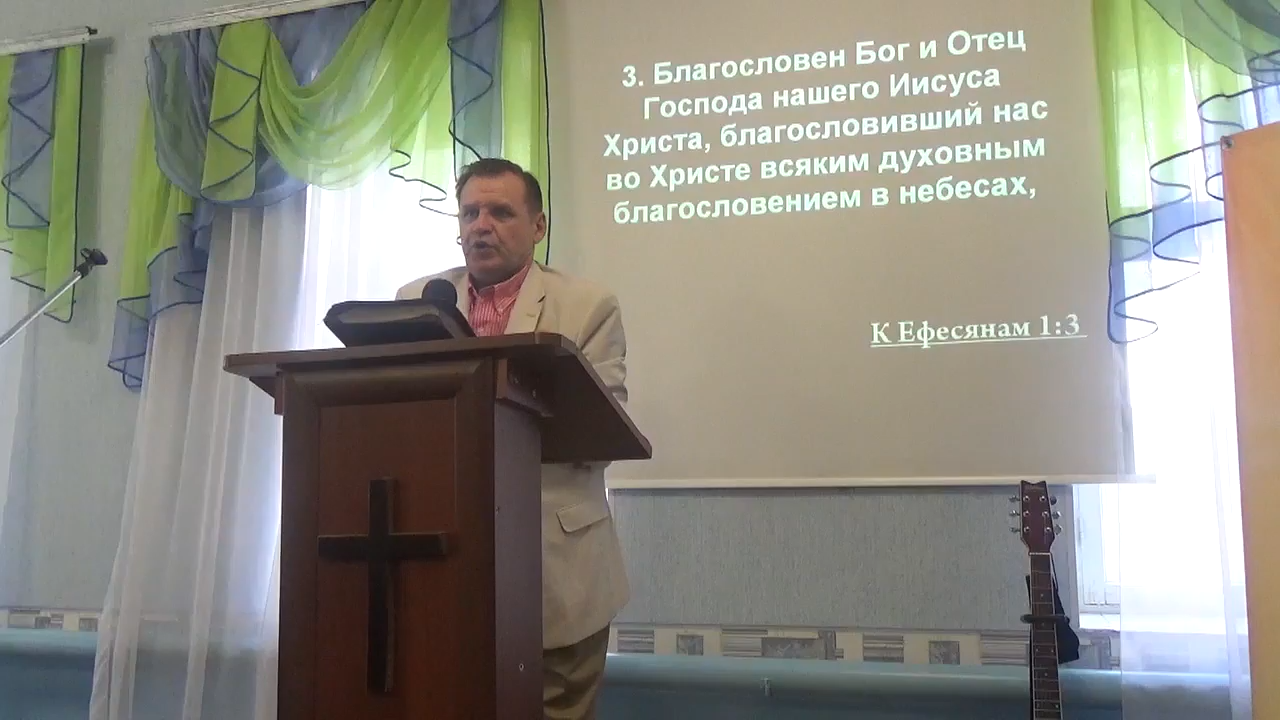 3. Благословен Бог и Отец
Господа нашего Иисуса
Христа, благословивший нас
во Христе всяким духовным
благословением в небесах,
К Ефесянам 1:3